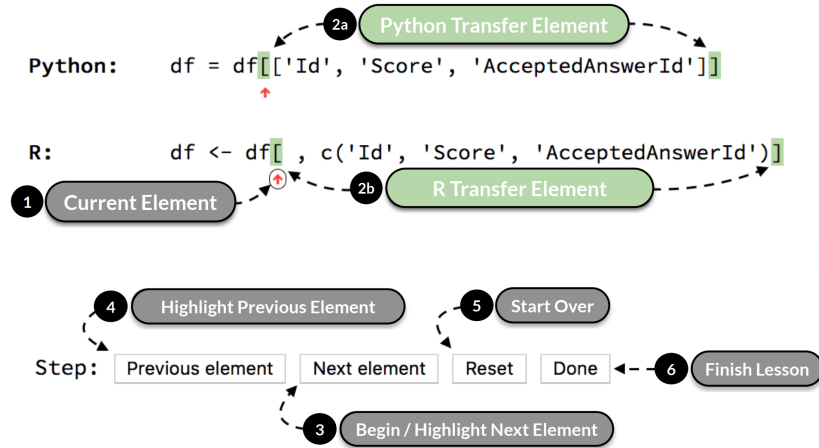 2a Python Transfer Element
Python: df = df[['Id', 'Score', 'AcceptedAnswerId']]
R: df <- df[ , c('Id', 'Score', 'AcceptedAnswerId')]
1 Current Element
2b R Transfer Element
4 Highlight Previous Element
5 Start Over
Step: Previous element Next element Reset Done
6 Finish Lesson
3 Begin / Highlight Next Element